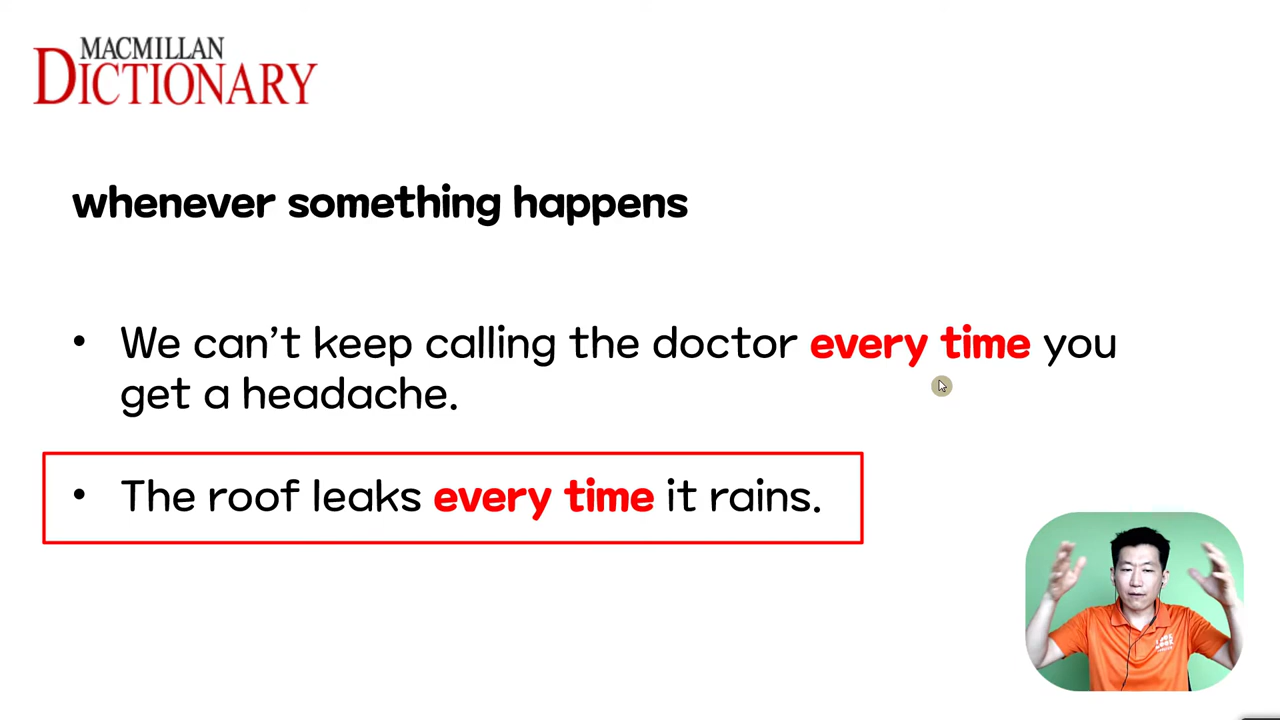 MACMILLAN
DICTIONARY
whenever something happens
• We can't keep calling the doctor every time you
get a headache.
• The roof leaks every time it rains.